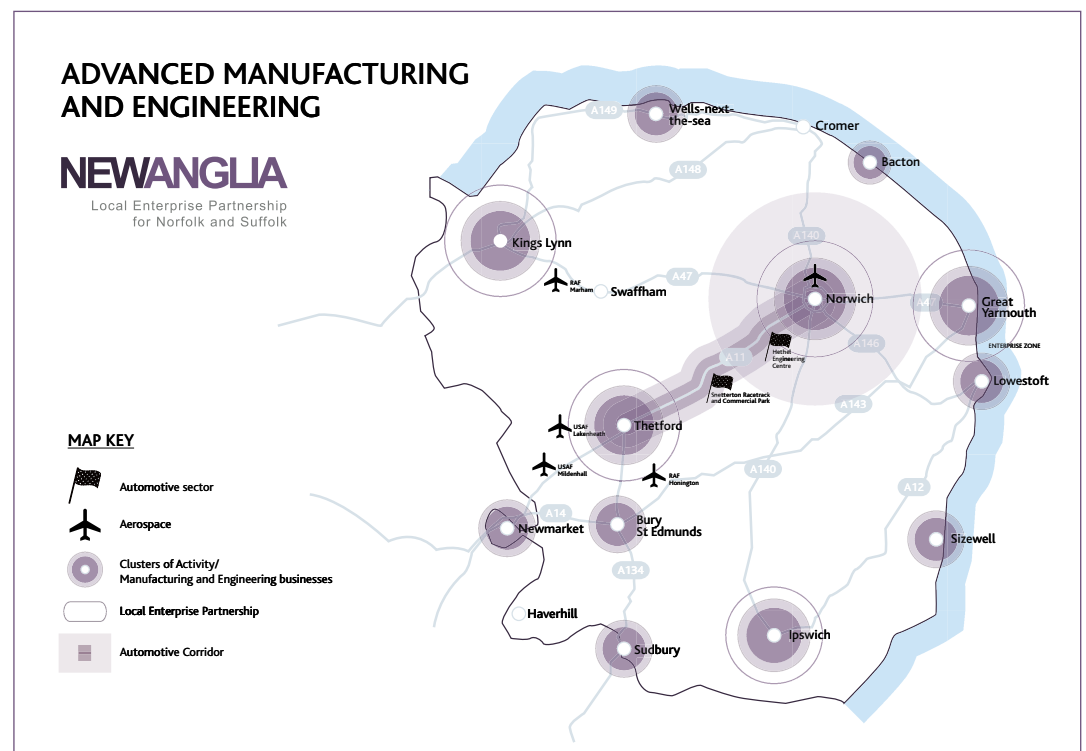 ADVANCED MANUFACTURING
AND ENGINEERING
NEWANGLIA
Local Enterprise Partnership
for Norfolk and Suffolk
A149
Wells-next-
the-sea
Cromer
Bacton
A148
Kings Lynn
A140
RAF
Marham
Swaffham
A47
Norwich
A47
Great
Yarmouth
ENTERPRISE ZONE
Hethel
Engineering
Centre
A146
A11
Lowestoft
Snetterton Racetrack
and Commercial Park
A143
USAF
Lakenheath
Thetford
USAF
Mildenhall
RAF
Honington
A140
A12
A14
Newmarket
Bury
St Edmunds
Sizewell
A134
Haverhill
Sudbury
Ipswich
MAP KEY
Automotive sector
Aerospace
Clusters of Activity/
Manufacturing and Engineering businesses
Local Enterprise Partnership
Automotive Corridor